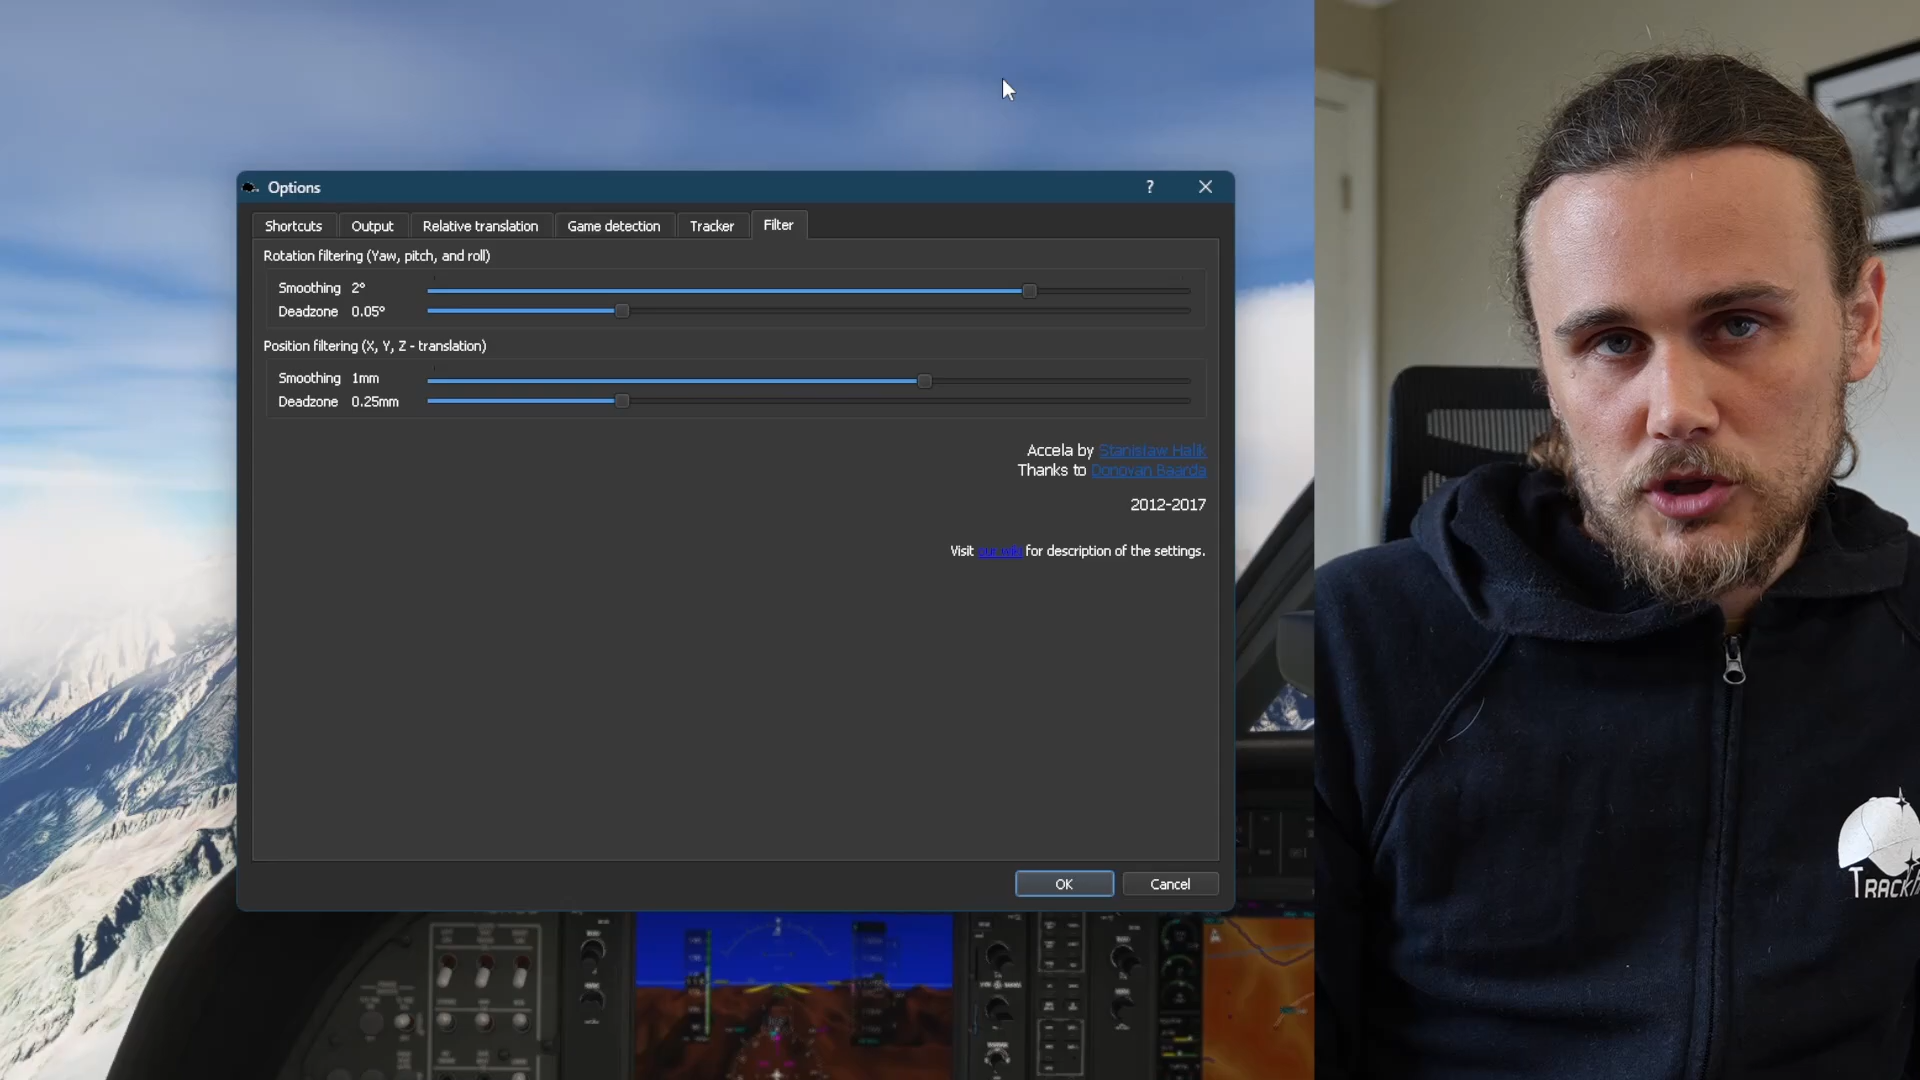 Options
?
Shortcuts Output Relative translation Game detection Tracker Filter
Rotation filtering (Yaw, pitch, and roll)
Smoothing 2°
Deadzone 0.05°
Position filtering (X, Y, Z - translation)
Smoothing 1mm
Deadzone 0.25mm
Accela by Stanislaw Halik
Thanks to Donovan Baarda
2012-2017
Visit our wiki for description of the settings.
OK Cancel